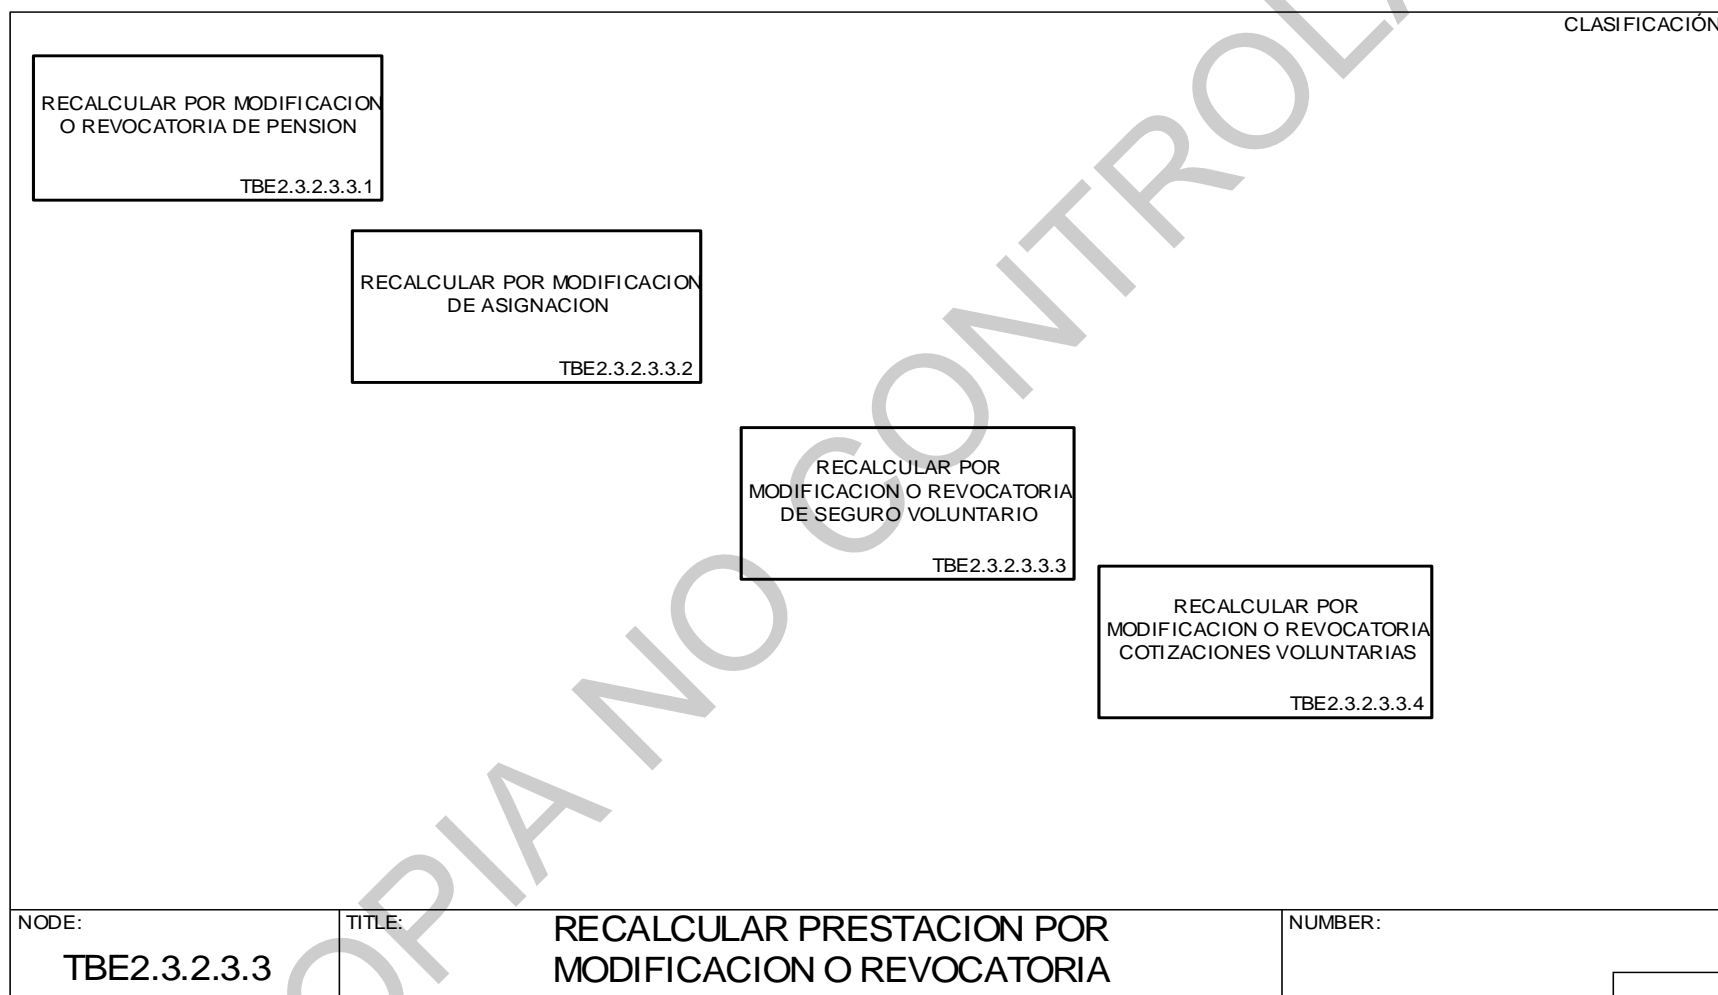 CLASIFICACIÓN
RECALCULAR POR MODIFICACION
O REVOCATORIA DE PENSION
TBE2.3.2.3.3.1
RECALCULAR POR MODIFICACION
DE ASIGNACION
TBE2.3.2.3.3.2
RECALCULAR POR
MODIFICACION O REVOCATORIA
DE SEGURO VOLUNTARIO
TBE2.3.2.3.3.3
RECALCULAR POR
MODIFICACION O REVOCATORIA
COTIZACIONES VOLUNTARIAS
TBE2.3.2.3.3.4
OPIA NO CONTROL
NODE:
TBE2.3.2.3.3
TITLE:
RECALCULAR PRESTACION POR
MODIFICACION O REVOCATORIA
NUMBER: